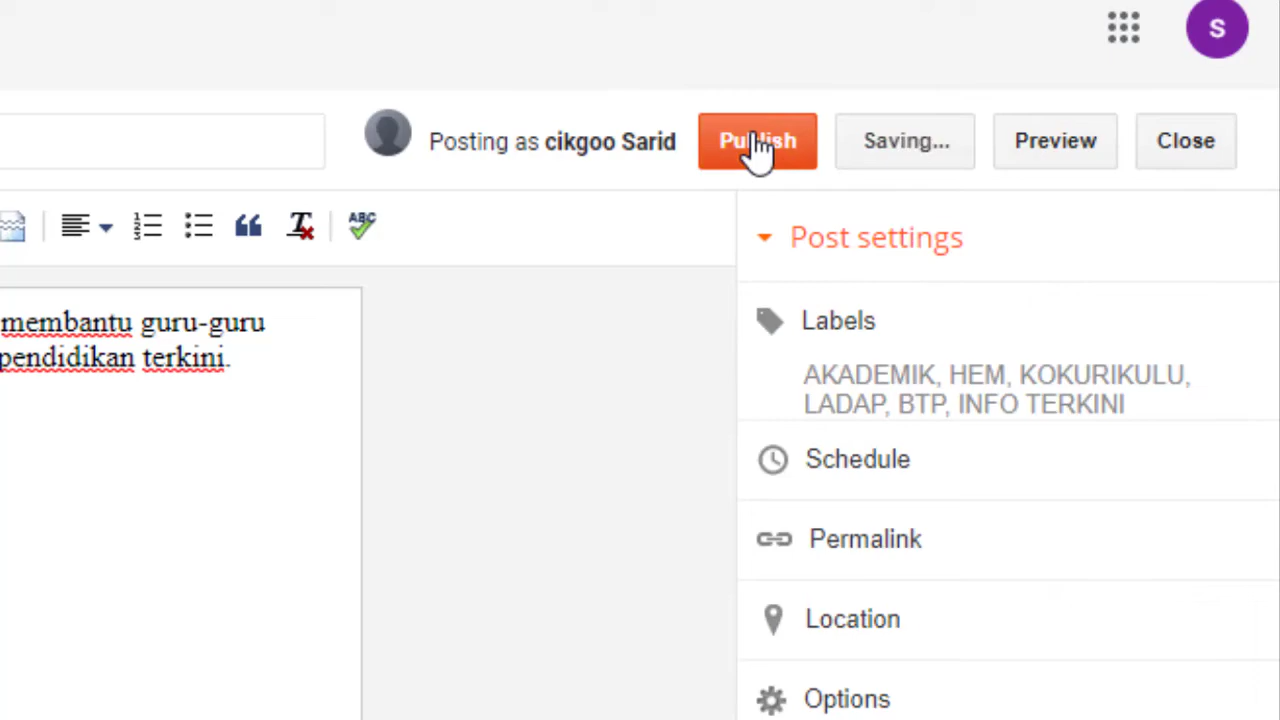 S
Posting as cikgoo Sarid Publish Saving... Preview Close
ABC
Post settings
membantu guru-guru
pendidikan terkini.
Labels
AKADEMIK, HEM, KOKURIKULU,
LADAP, BTP, INFO TERKINI
Schedule
Permalink
Location
Options